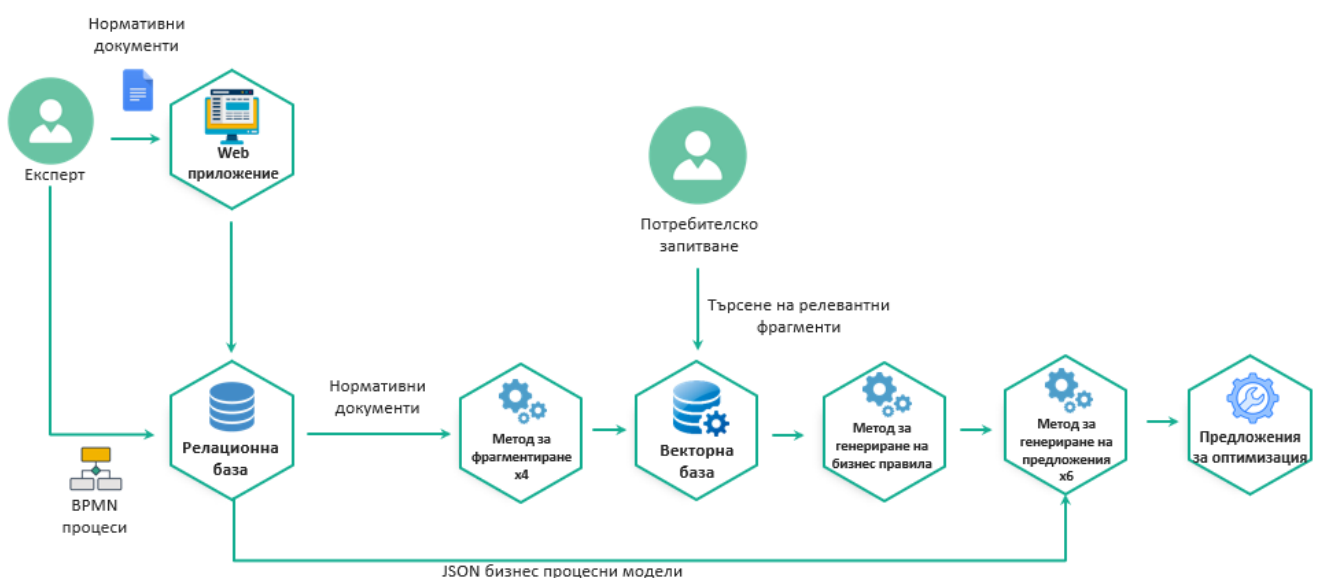 Нормативни
документи
Експерт
Web
приложение
Потребителско
запитване
Търсене на релевантни
фрагменти
Релационна
база
BPMN
процеси
Нормативни
документи
Метод за
фрагментиране
x4
Векторна
база
Метод за
генериране на
бизнес правила
Метод за
генериране на
предложения
x6
Предложения
за оптимизация
JSON бизнес процесни модели